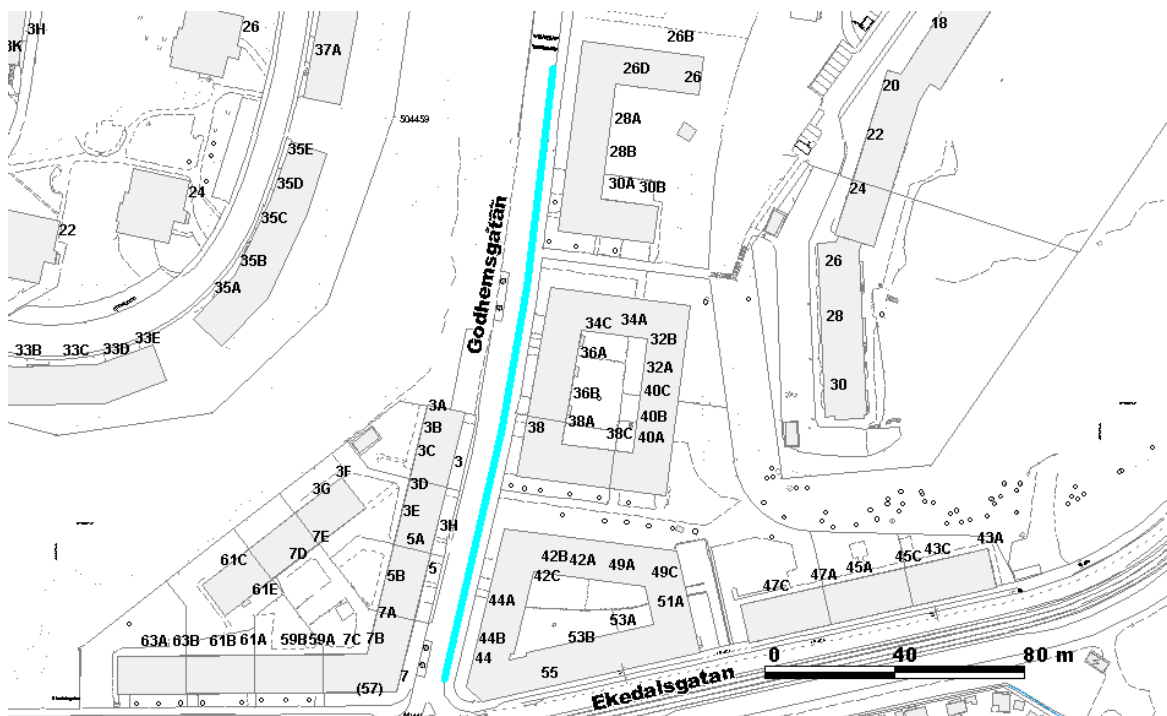 3H
26
3K
37A
26B
26D
26
18
20
22
24
28A
28B
30A
30B
504459
35E
35D
35C
35B
35A
24
22
Godhemsgatan
26
28
30
33B
33C
33D
33E
34C
34A
32B
36A
32A
36B
40C
38
38A
38C
40B
40A
3A
3B
3C
3
3D
3E
3F
3G
3H
5A
5
5B
7E
7D
61C
61E
7A
63A
63B
61B
61A
59B
59A
7C
7B
7
(57)
42B
42A
42C
49A
49C
51A
44A
53A
53B
44B
44
55
47C
47A
45A
45C
43C
43A
0 40 80 m
Ekedalsgatan